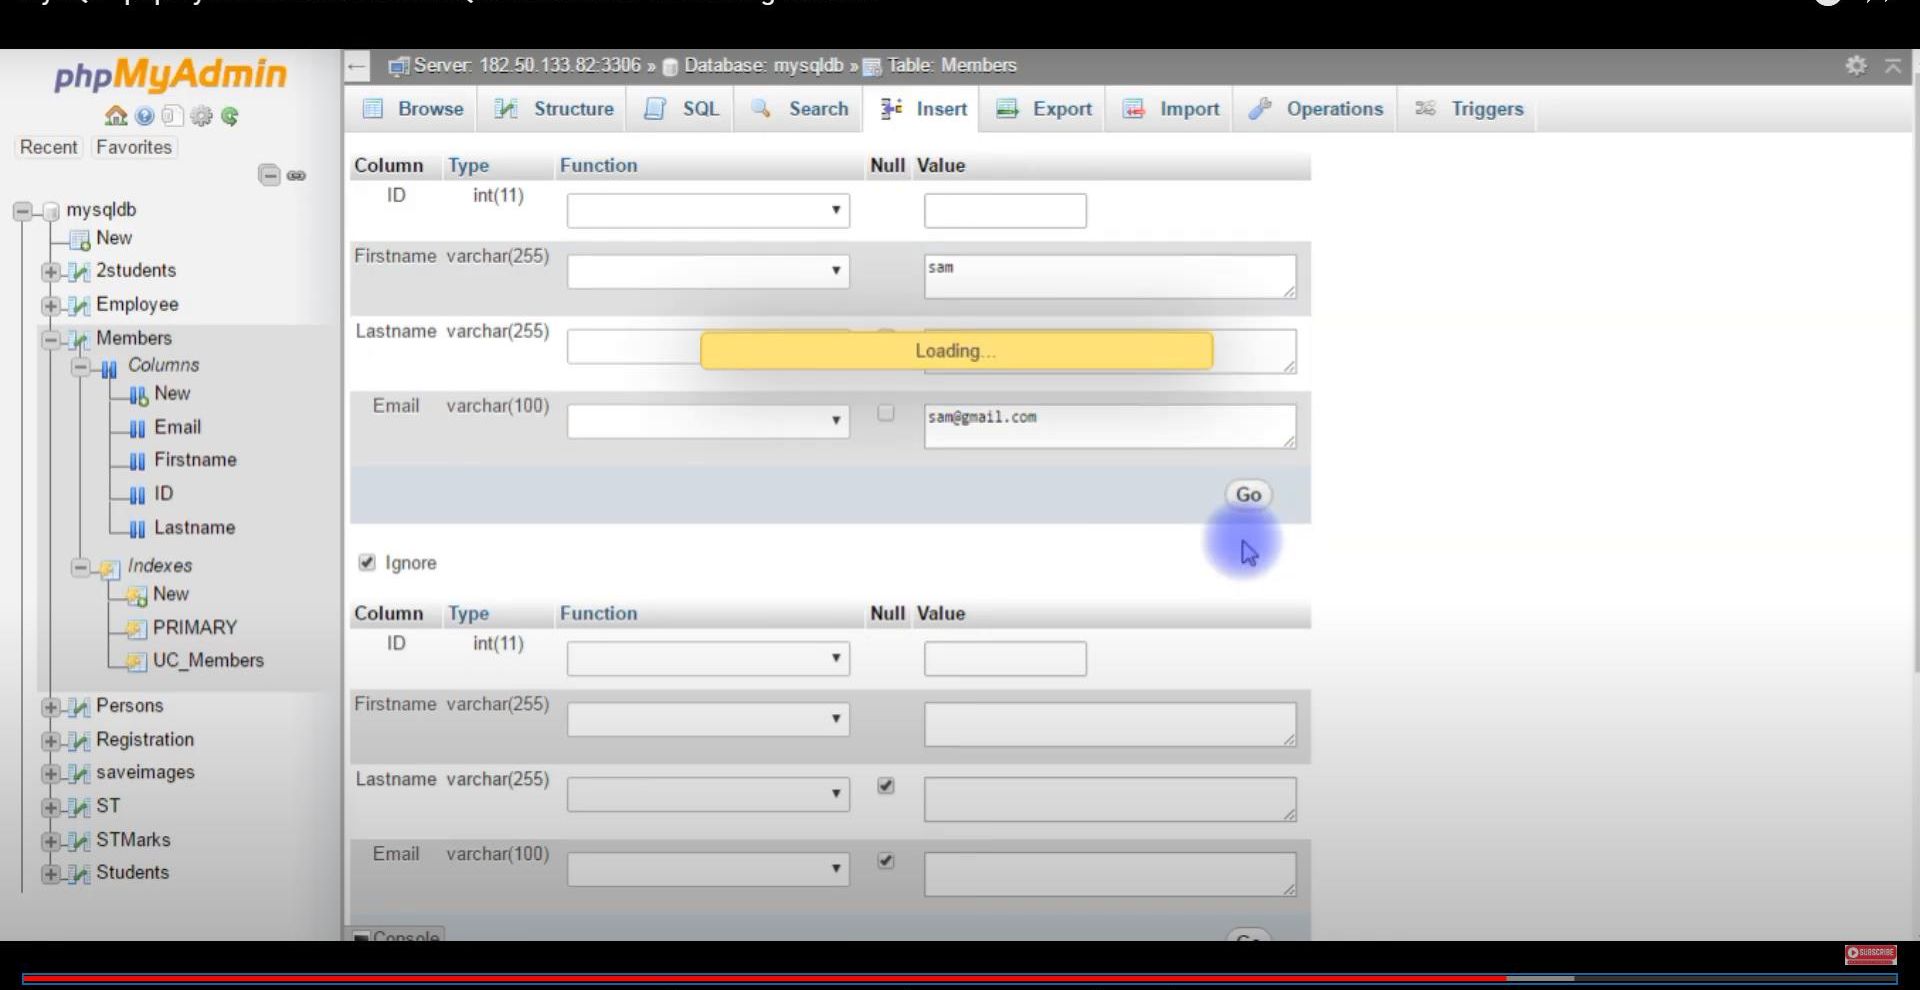 phpMyAdmin
Recent Favorites
mysqldb
New
2students
Employee
Members
Columns
New
Email
Firstname
ID
Lastname
Indexes
New
PRIMARY
UC_Members
Persons
Registration
saveimages
ST
STMarks
Students
Server: 182.50.133.82:3306 » Database: mysqldb » Table: Members
Browse Structure SQL Search Insert Export Import Operations Triggers
Column Type Function Null Value
ID int(11)
Firstname varchar(255) sam
Lastname varchar(255)
Loading...
Email varchar(100) sam@gmail.com
Go
Ignore
Column Type Function Null Value
ID int(11)
Firstname varchar(255)
Lastname varchar(255)
Email varchar(100)
Console
Go
SUBSCRIBE